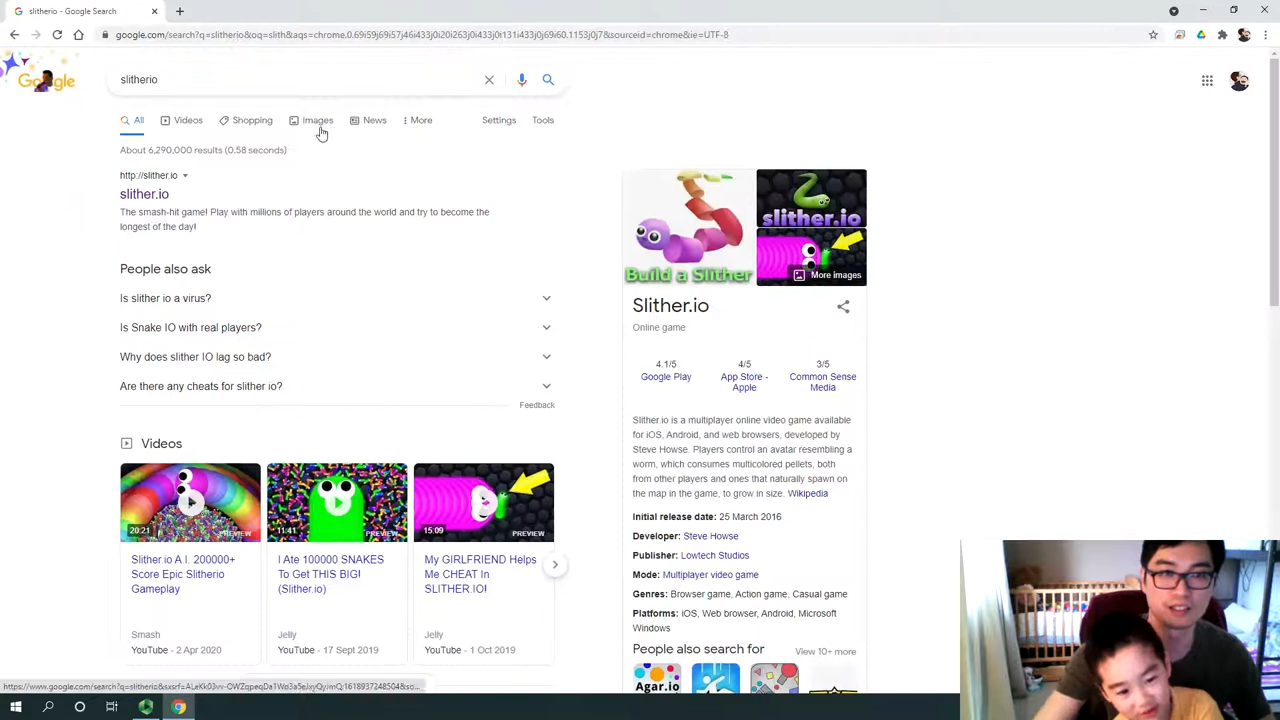 slitherio - Google Search
google.com/search?q=slitherio&oq=slith&aqs=chrome.0.69i59j69i57j46j0i20i263j0i20i263j0i131i433j0j69i60.1153j0j7&sourceid=chrome&ie=UTF-8
Google
slitherio
All
Videos
Shopping
Images
News
More
Settings
Tools
About 6,290,000 results (0.58 seconds)
http://slither.io
slither.io
The smash-hit game! Play with millions of players around the world and try to become the
longest of the day!
People also ask
Is slither io a virus?
Is Snake IO with real players?
Why does slither IO lag so bad?
Are there any cheats for slither io?
Feedback
Videos
20:21
PREVIEW
Slither.io A.I. 200000+
Score Epic Slitherio
Gameplay
Smash
YouTube - 2 Apr 2020
11:41
PREVIEW
I Ate 100000 SNAKES
To Get THIS BIG!
(Slither.io)
Jelly
YouTube - 17 Sept 2019
15:09
PREVIEW
My GIRLFRIEND Helps
Me CHEAT In
SLITHER.IO!
Jelly
YouTube - 1 Oct 2019
Build a Slither
slither.io
More images
Slither.io
Online game
4.1/5
Google Play
4/5
App Store -
Apple
3/5
Common Sense
Media
Slither.io is a multiplayer online video game available
for iOS, Android, and web browsers, developed by
Steve Howse. Players control an avatar resembling a
worm, which consumes multicolored pellets, both
from other players and ones that naturally spawn on
the map in the game, to grow in size. Wikipedia
Initial release date: 25 March 2016
Developer: Steve Howse
Publisher: Lowtech Studios
Mode: Multiplayer video game
Genres: Browser game, Action game, Casual game
Platforms: iOS, Web browser, Android, Microsoft
Windows
People also search for
View 10+ more
Agar.io